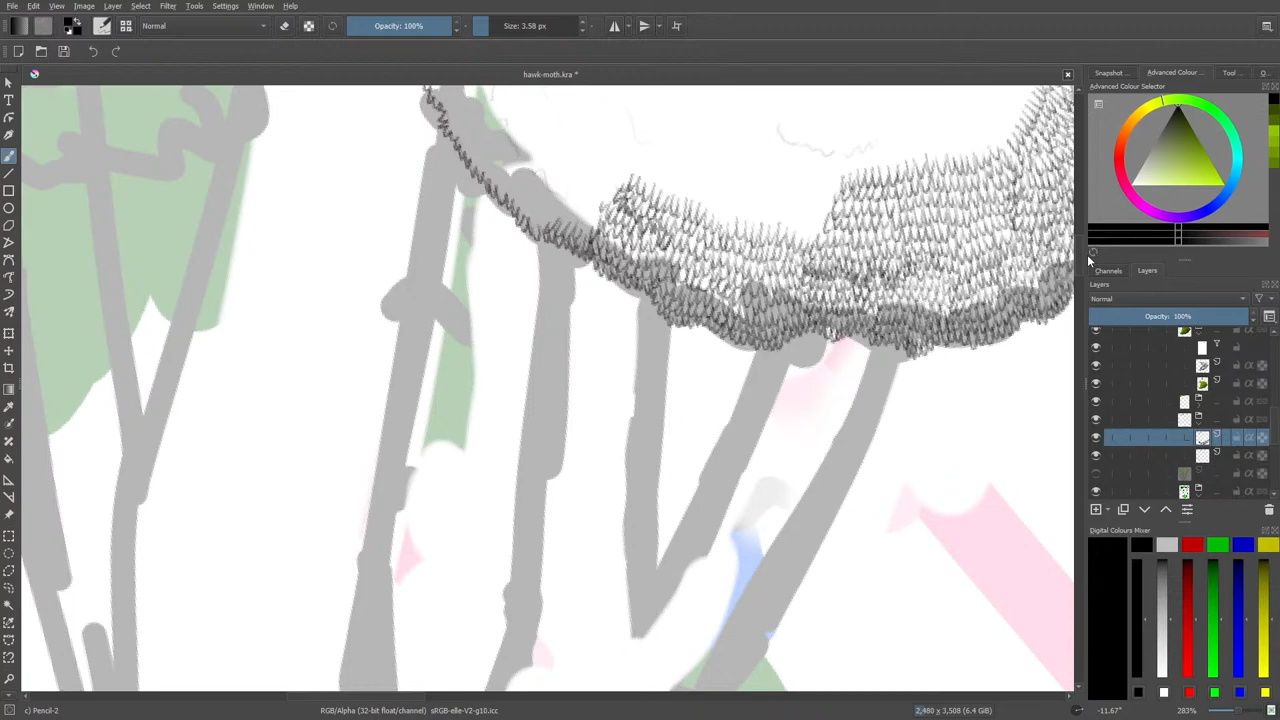 File Edit View Image Layer Select Filter Tools Settings Window Help
Normal Opacity: 100% Size: 3.58 px
hawk-moth.kra *
Snapshot ... Advanced Colour ... Tool ... O...
Advanced Colour Selector
Channels Layers
Layers
Normal
Opacity: 100%
Digital Colours Mixer
c) Pencil-2 RGB/Alpha (32-bit float/channel) sRGB-elle-V2-g10.icc 2,480 x 3,508 (6.4 GiB) -11.67° 283%